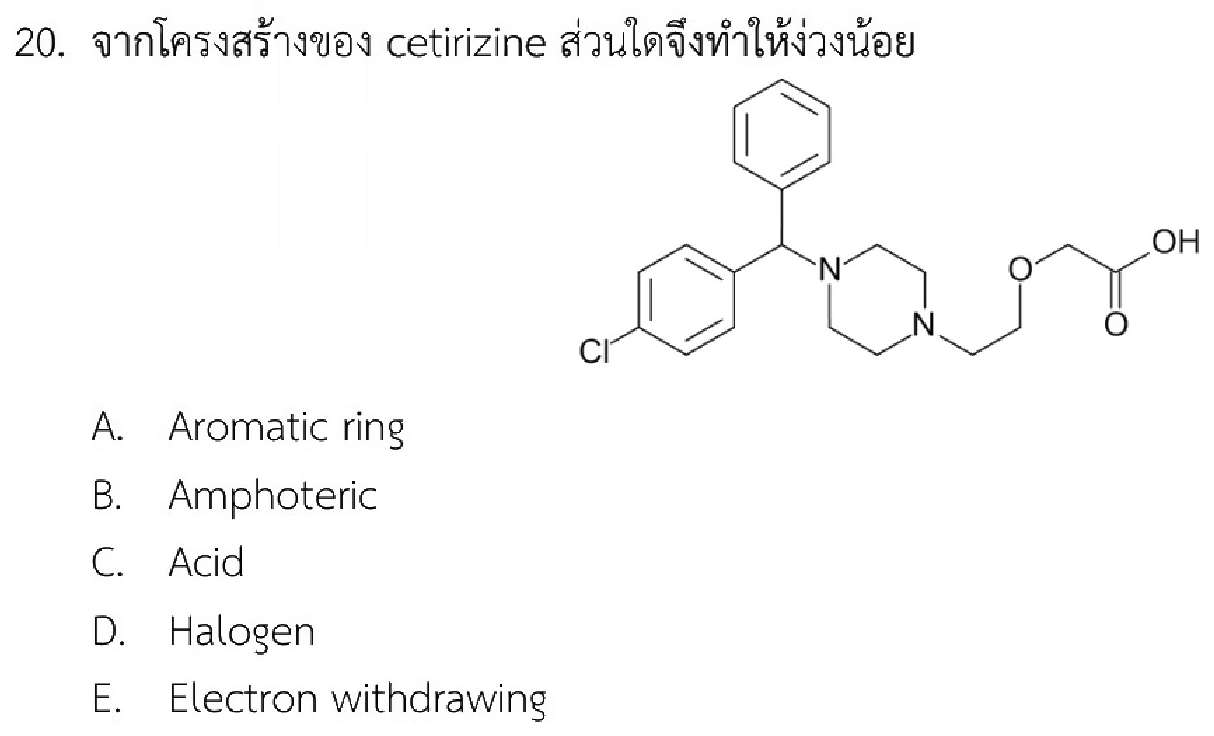 20. จากโครงสร้างของ cetirizine ส่วนใดจึงทำให้ง่วงน้อย
OH
O
N
O
N
Cl
A. Aromatic ring
B. Amphoteric
C. Acid
D. Halogen
E. Electron withdrawing